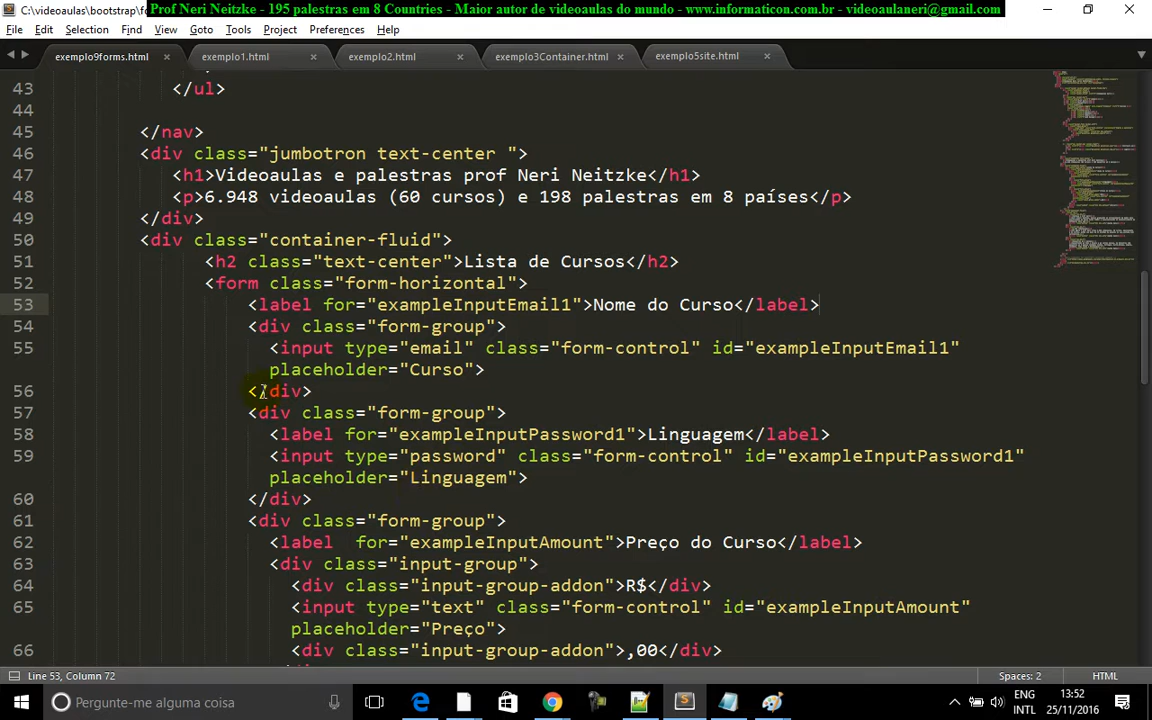 C:\videoaulas\bootstrap\fo
Prof Neri Neitzke - 195 palestras em 8 Countries - Maior autor de videoaulas do mundo - www.informaticon.com.br - videoaulaneri@gmail.com
File Edit Selection Find View Goto Tools Project Preferences Help
exemplo9forms.html × exemplo1.html × exemplo2.html × exemplo3Container.html × exemplo5site.html ×
43 </ul>
44
45 </nav>
46 <div class="jumbotron text-center ">
47 <h1>Videoaulas e palestras prof Neri Neitzke</h1>
48 <p>6.948 videoaulas (60 cursos) e 198 palestras em 8 países</p>
49 </div>
50 <div class="container-fluid">
51 <h2 class="text-center">Lista de Cursos</h2>
52 <form class="form-horizontal">
53 <label for="exampleInputEmail1">Nome do Curso</label>
54 <div class="form-group">
55 <input type="email" class="form-control" id="exampleInputEmail1"
placeholder="Curso">
56 </div>
57 <div class="form-group">
58 <label for="exampleInputPassword1">Linguagem</label>
59 <input type="password" class="form-control" id="exampleInputPassword1"
placeholder="Linguagem">
60 </div>
61 <div class="form-group">
62 <label  for="exampleInputAmount">Preço do Curso</label>
63 <div class="input-group">
64 <div class="input-group-addon">R$</div>
65 <input type="text" class="form-control" id="exampleInputAmount"
placeholder="Preço">
66 <div class="input-group-addon">,00</div>
Line 53, Column 72 Spaces: 2 HTML
Pergunte-me alguma coisa
ENG 13:52
INTL 25/11/2016